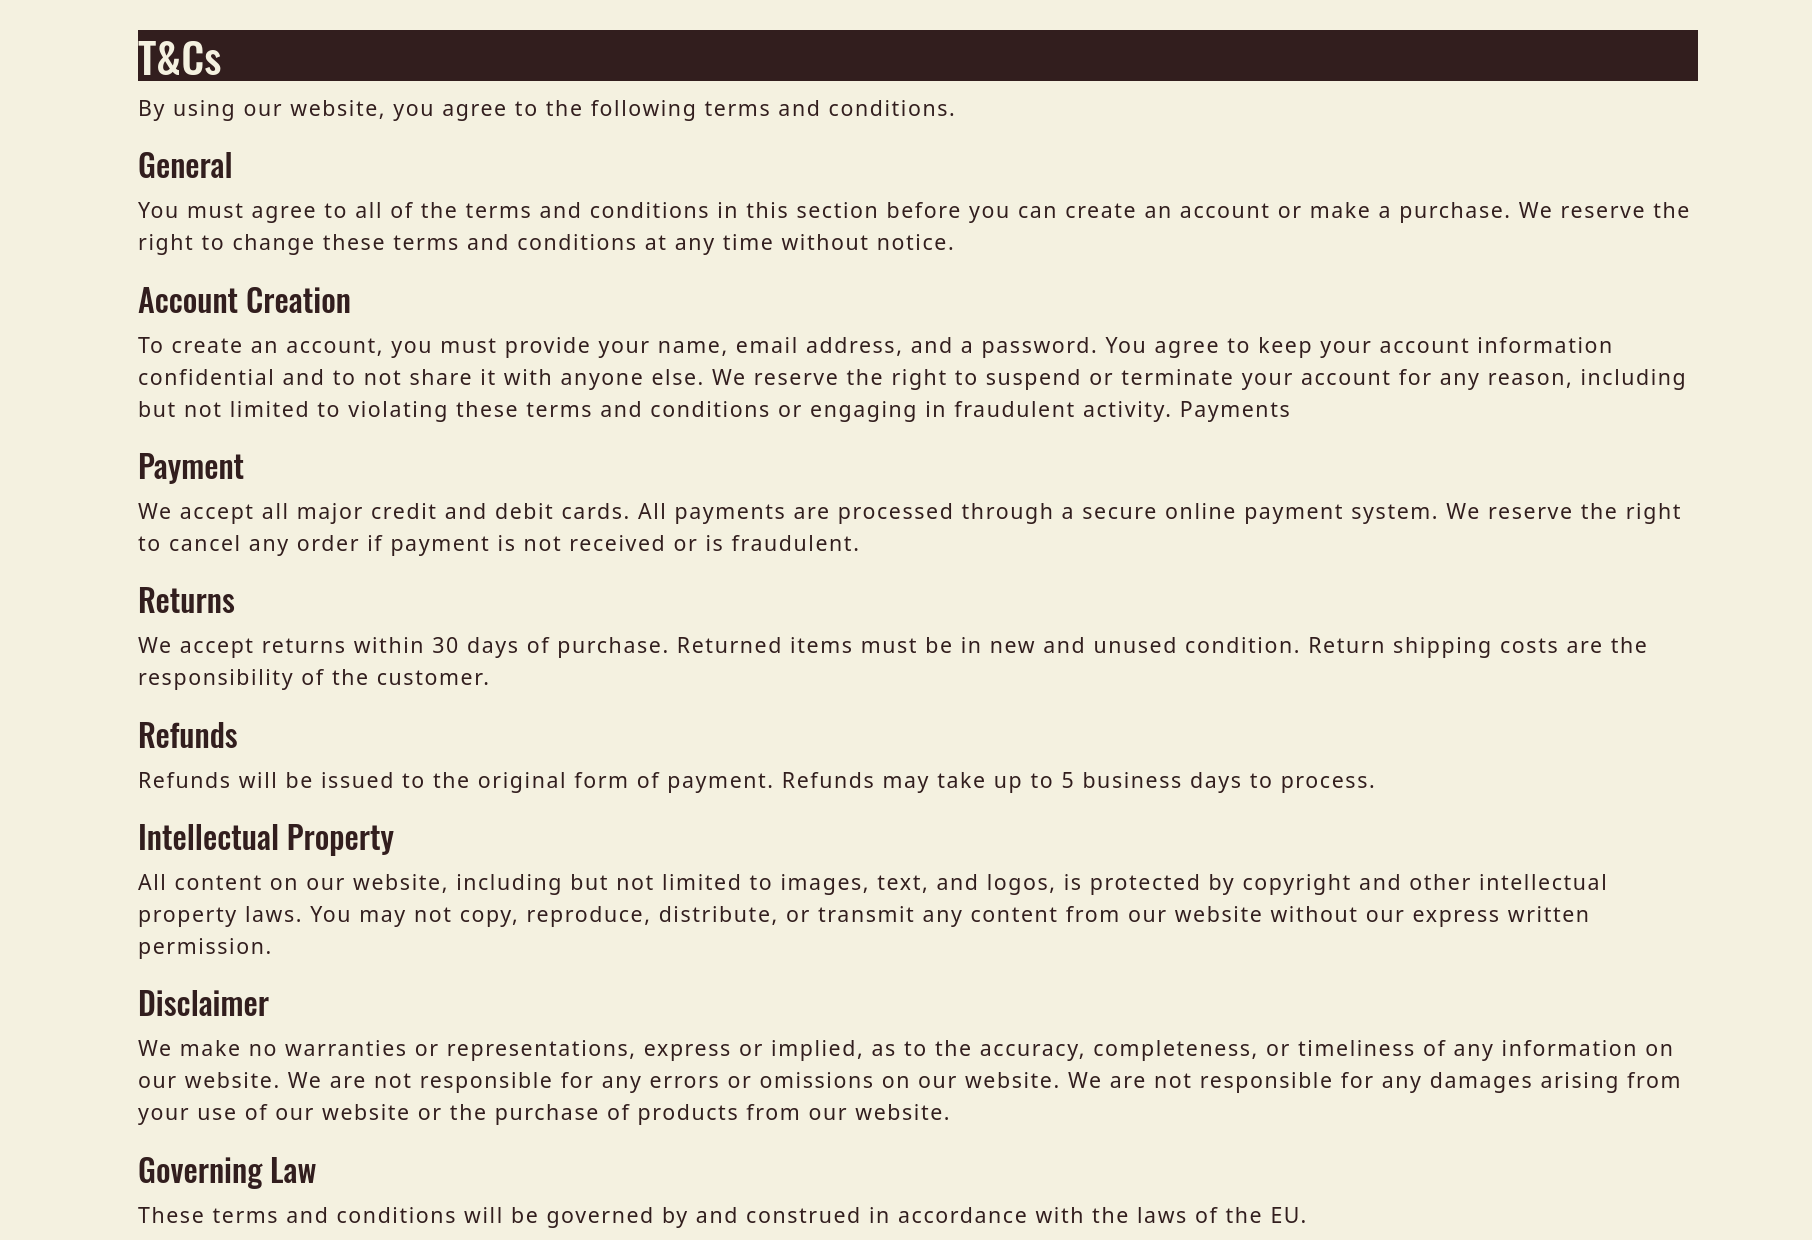 T&Cs
By using our website, you agree to the following terms and conditions.
General
You must agree to all of the terms and conditions in this section before you can create an account or make a purchase. We reserve the
right to change these terms and conditions at any time without notice.
Account Creation
To create an account, you must provide your name, email address, and a password. You agree to keep your account information
confidential and to not share it with anyone else. We reserve the right to suspend or terminate your account for any reason, including
but not limited to violating these terms and conditions or engaging in fraudulent activity. Payments
Payment
We accept all major credit and debit cards. All payments are processed through a secure online payment system. We reserve the right
to cancel any order if payment is not received or is fraudulent.
Returns
We accept returns within 30 days of purchase. Returned items must be in new and unused condition. Return shipping costs are the
responsibility of the customer.
Refunds
Refunds will be issued to the original form of payment. Refunds may take up to 5 business days to process.
Intellectual Property
All content on our website, including but not limited to images, text, and logos, is protected by copyright and other intellectual
property laws. You may not copy, reproduce, distribute, or transmit any content from our website without our express written
permission.
Disclaimer
We make no warranties or representations, express or implied, as to the accuracy, completeness, or timeliness of any information on
our website. We are not responsible for any errors or omissions on our website. We are not responsible for any damages arising from
your use of our website or the purchase of products from our website.
Governing Law
These terms and conditions will be governed by and construed in accordance with the laws of the EU.